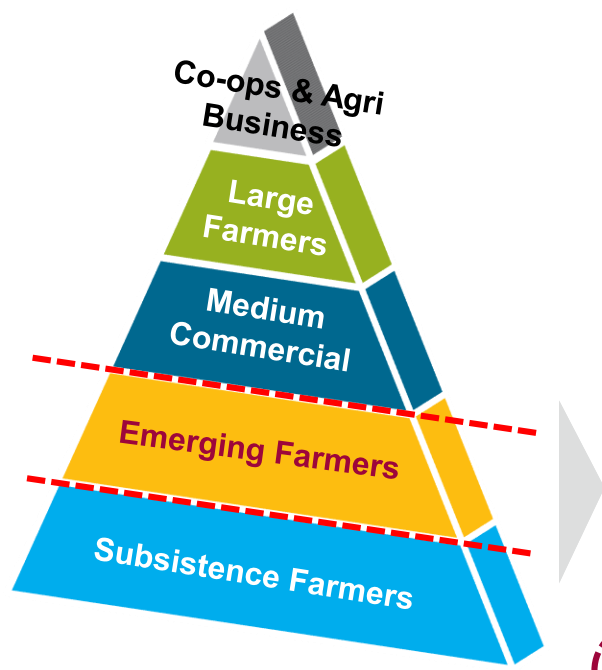 Co-ops & Agri
Business
Large
Farmers
Medium
Commercial
Emerging Farmers
Subsistence Farmers